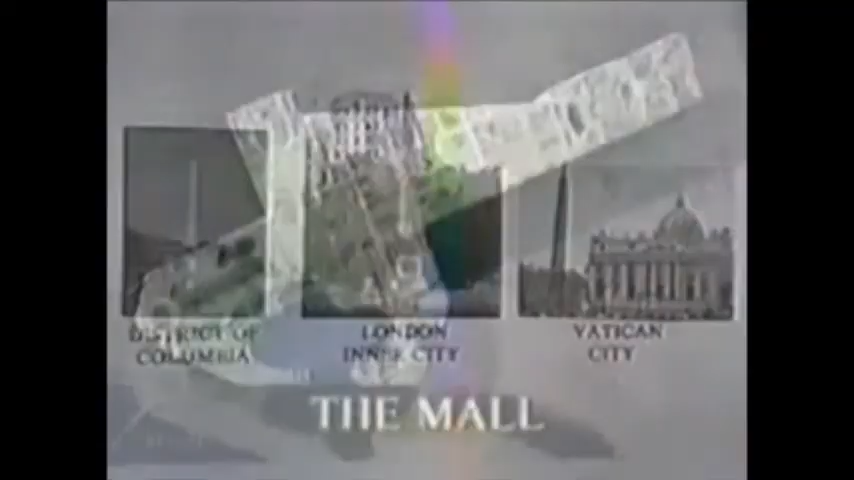 DISTRICT OF
COLUMBIA
LONDON
INNER CITY
VATICAN
CITY
THE MALL